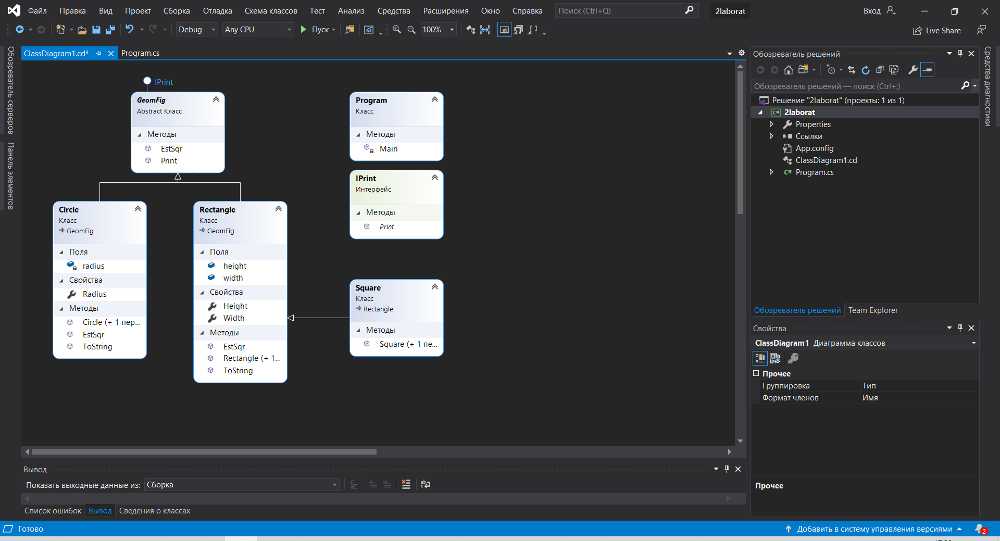 Файл Правка Вид Проект Сборка Отладка Схема классов Тест Анализ Средства Расширения Окно Справка Поиск (Ctrl+Q) 2laborat Вход
Debug Any CPU Пуск 100% Live Share
Обозреватель серверов
Панель элементов
ClassDiagram1.cd* Program.cs
IPrint
GeomFig
Abstract Класс
Методы
EstSqr
Print
Circle
Класс
GeomFig
Поля
radius
Свойства
Radius
Методы
Circle (+ 1 пер...
EstSqr
ToString
Rectangle
Класс
GeomFig
Поля
height
width
Свойства
Height
Width
Методы
EstSqr
Rectangle (+ 1...
ToString
Program
Класс
Методы
Main
IPrint
Интерфейс
Методы
Print
Square
Класс
Rectangle
Методы
Square (+ 1 пе...
Вывод
Показать выходные данные из: Сборка
Список ошибок Вывод Сведения о классах
Обозреватель решений
Обозреватель решений — поиск (Ctrl+;)
Решение "2laborat" (проекты: 1 из 1)
C# 2laborat
Properties
Ссылки
App.config
ClassDiagram1.cd
C# Program.cs
Обозреватель решений Team Explorer
Свойства
ClassDiagram1 Диаграмма классов
Прочее
Группировка Тип
Формат членов Имя
Прочее
Средства диагностики
Готово Добавить в систему управления версиями 2